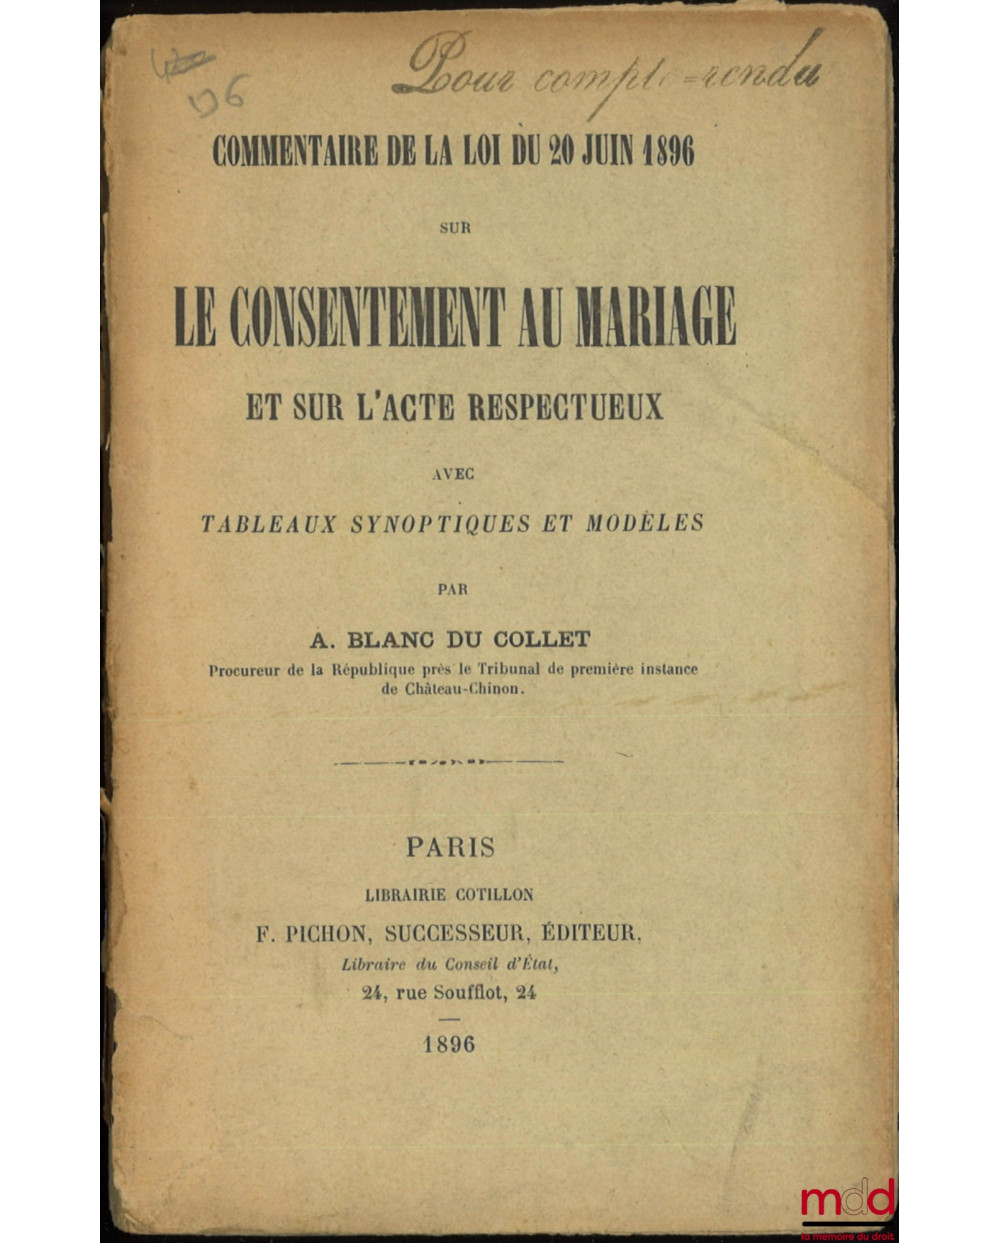 Pour compte-rendu
D6
COMMENTAIRE DE LA LOI DU 20 JUIN 1896
SUR
LE CONSENTEMENT AU MARIAGE
ET SUR L'ACTE RESPECTUEUX
AVEC
TABLEAUX SYNOPTIQUES ET MODÈLES
PAR
A. BLANC DU COLLET
Procureur de la République près le Tribunal de première instance
de Château-Chinon.
PARIS
LIBRAIRIE COTILLON
F. PICHON, SUCCESSEUR, ÉDITEUR,
Libraire du Conseil d'État,
24, rue Soufflot, 24
1896
mdd
la mémoire du droit